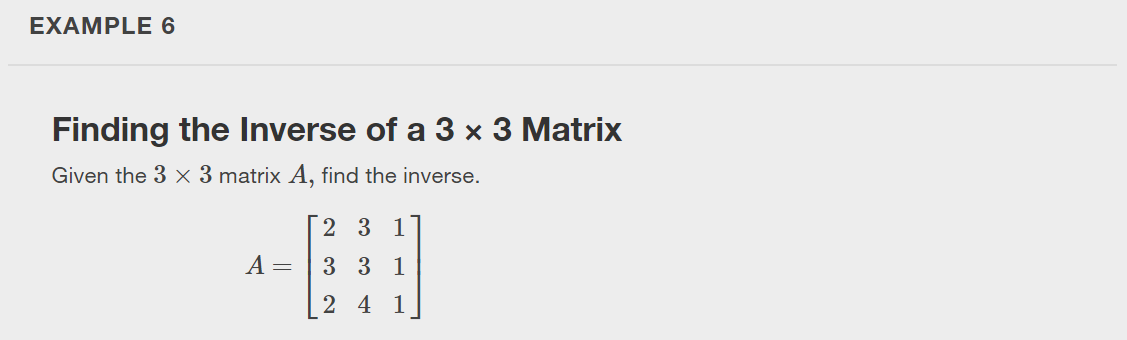 EXAMPLE 6
Finding the Inverse of a 3 × 3 Matrix
Given the 3 × 3 matrix A, find the inverse.
2 3 1
A = 3 3 1
2 4 1